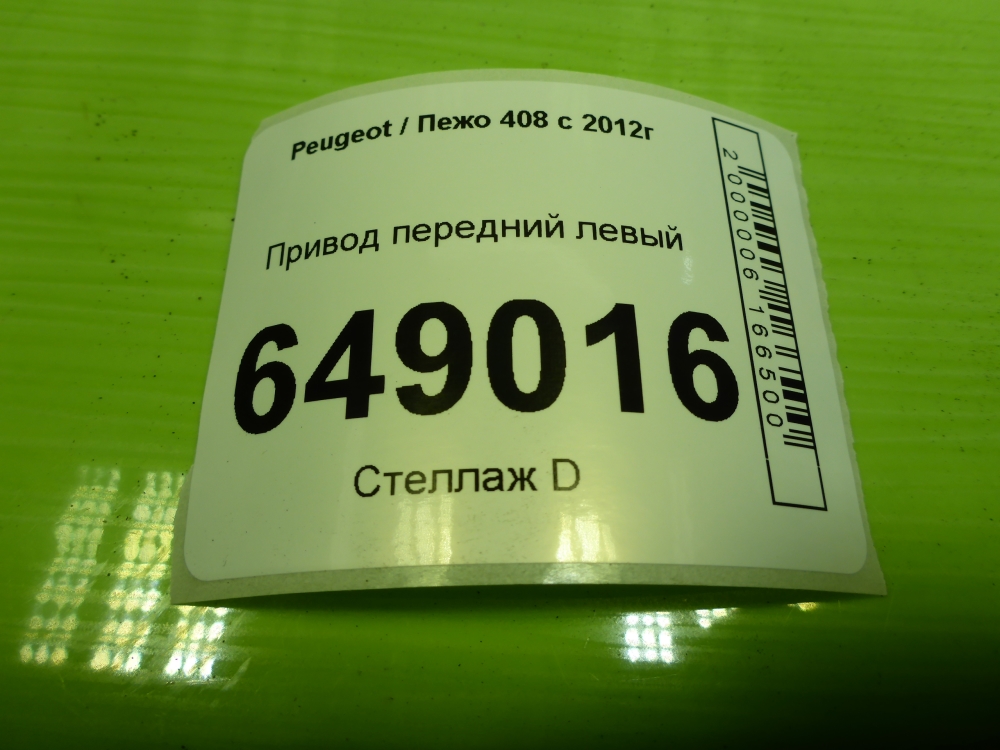 Peugeot / Пежо 408 с 2012г
Привод передний левый
649016
Стеллаж D
2000006166500